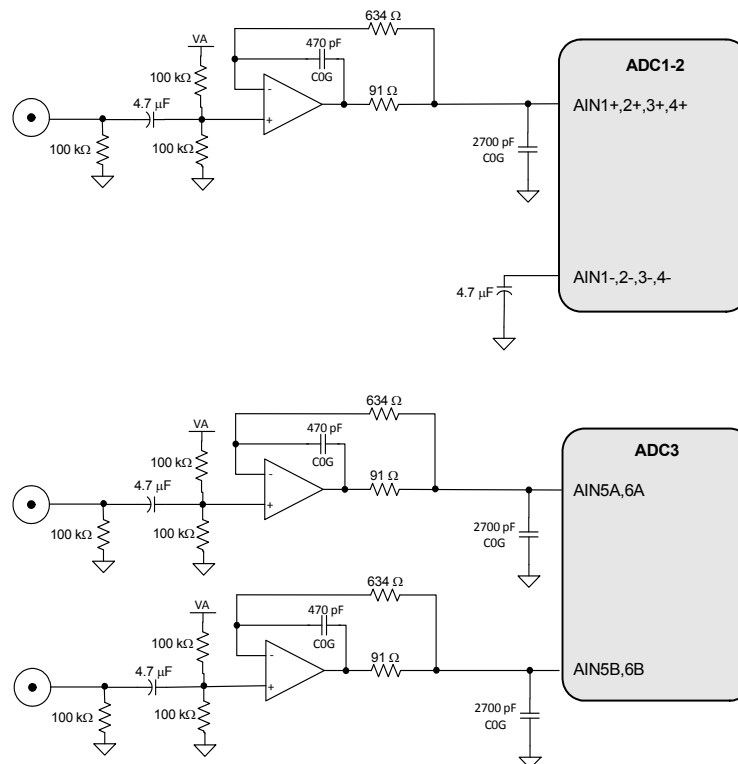 634 Ω
470 pF
C0G
VA
100 kΩ
4.7 µF
91 Ω
100 kΩ
100 kΩ
ADC1-2
AIN1+,2+,3+,4+
2700 pF
C0G
AIN1-,2-,3-,4-
4.7 µF
634 Ω
470 pF
C0G
VA
100 kΩ
4.7 µF
91 Ω
100 kΩ
100 kΩ
ADC3
AIN5A,6A
2700 pF
C0G
634 Ω
470 pF
C0G
VA
100 kΩ
4.7 µF
91 Ω
100 kΩ
100 kΩ
AIN5B,6B
2700 pF
C0G